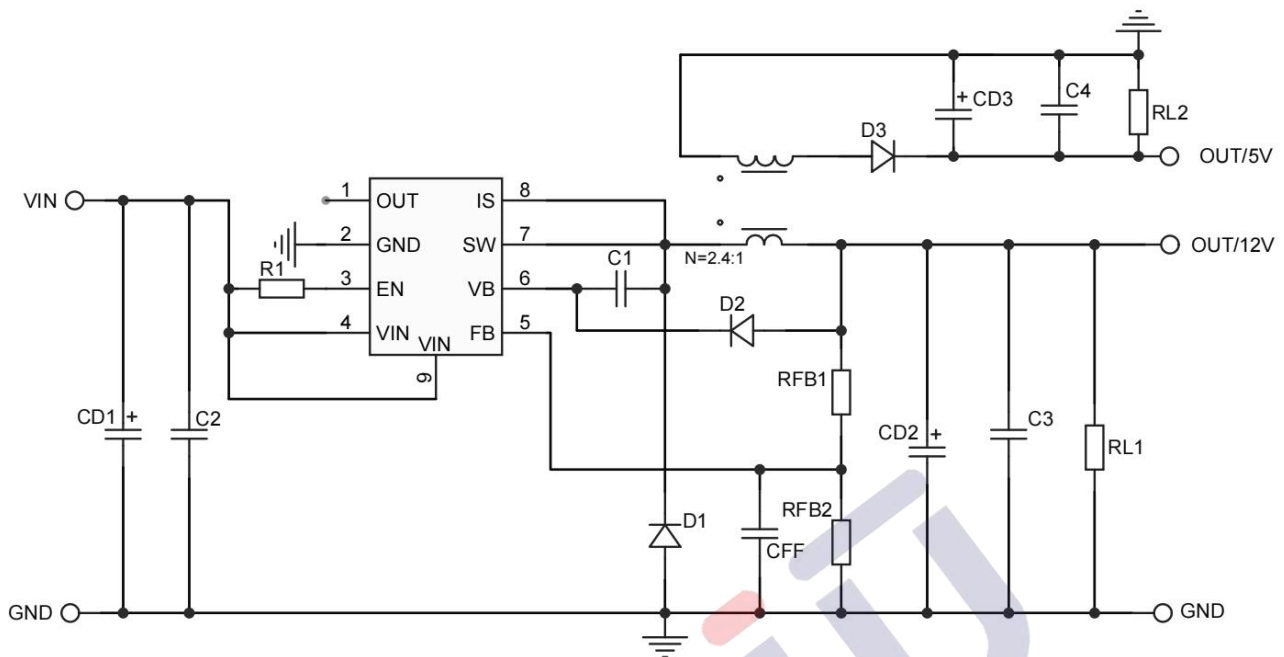 CD3
C4
RL2
D3
OUT/5V
VIN
1
OUT
IS
8
2
GND
SW
7
OUT/12V
R1
3
EN
VB
6
C1
N=2.4:1
4
VIN
FB
5
D2
VIN
9
RFB1
CD1
C2
CD2
C3
RL1
D1
RFB2
CFF
GND
GND